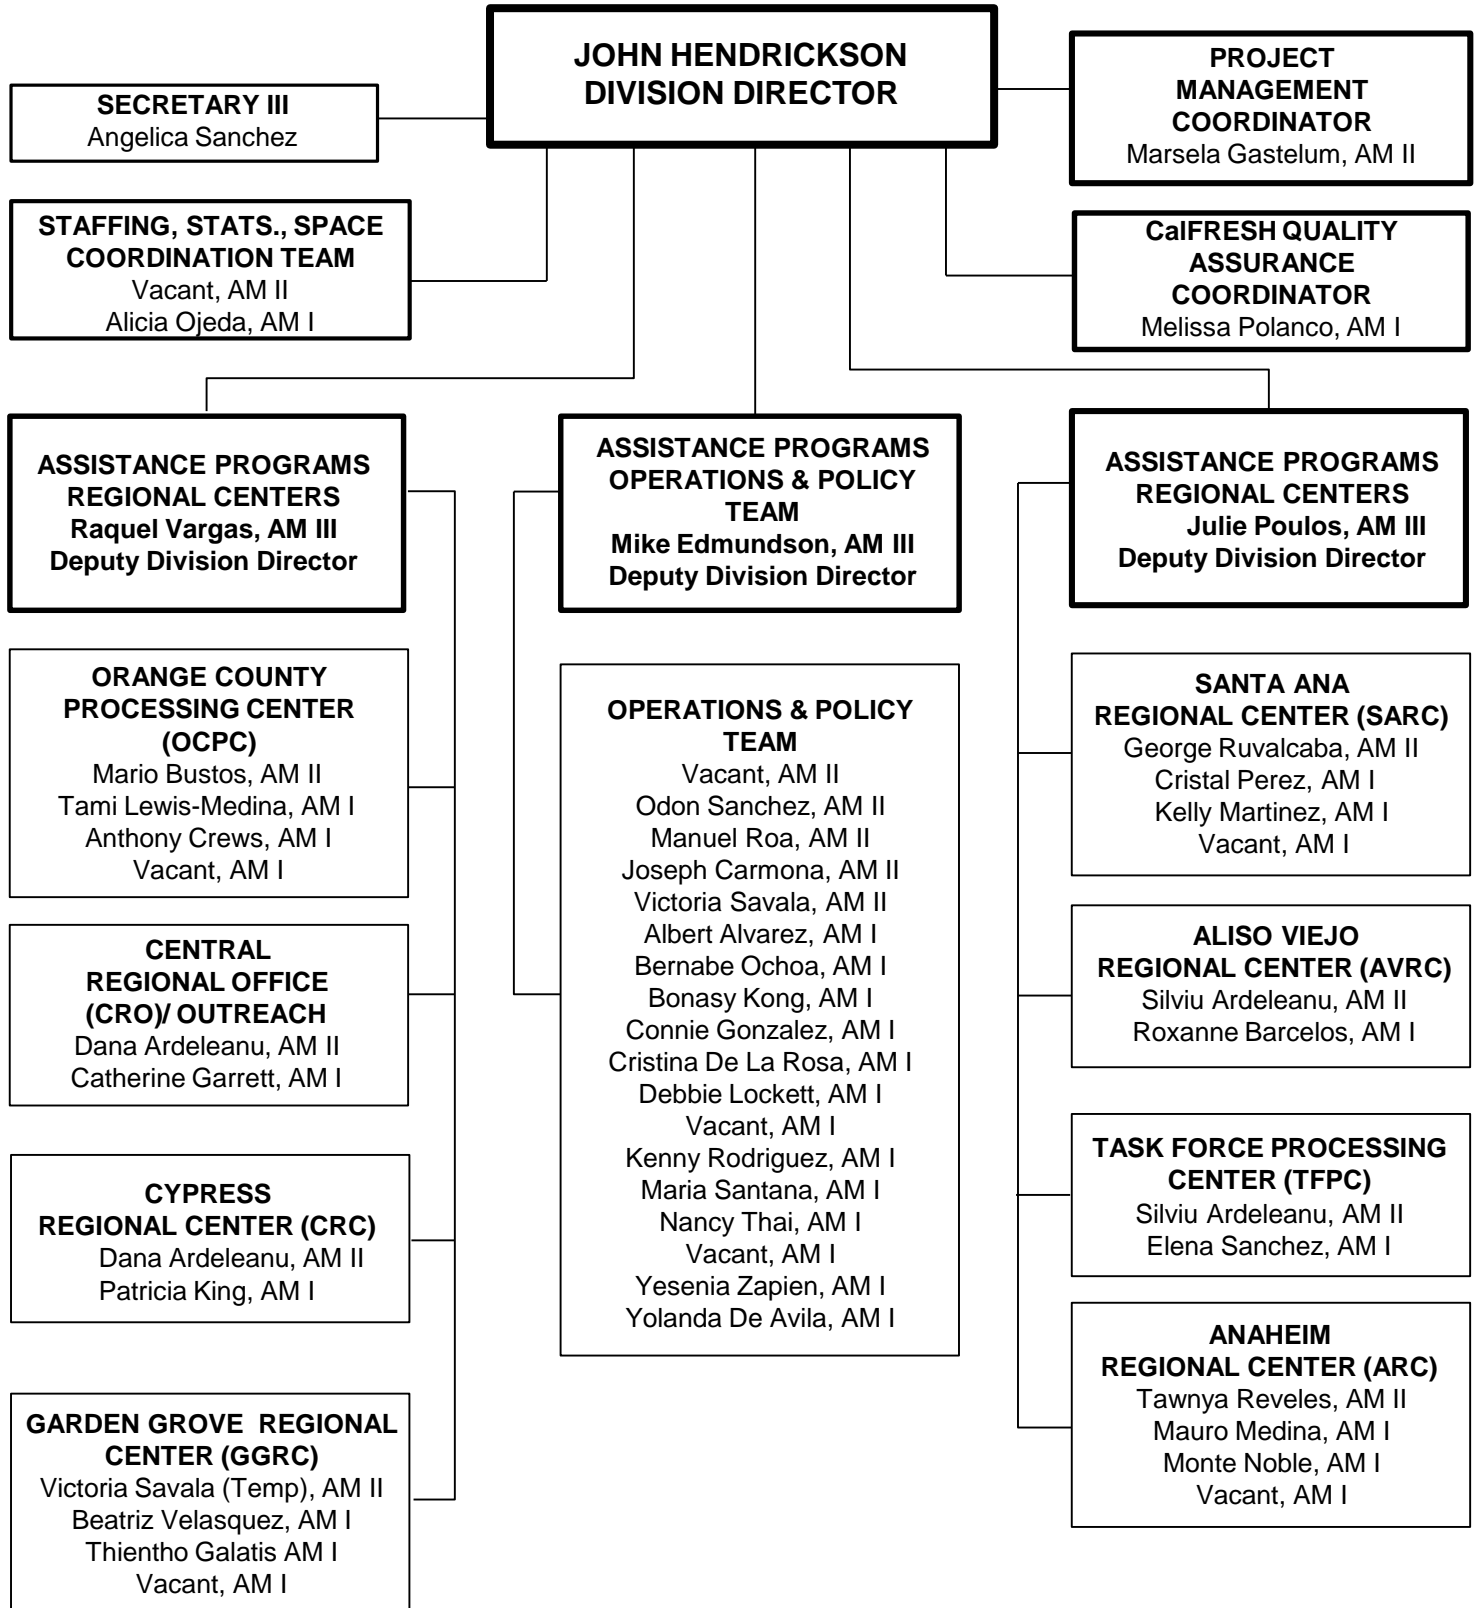 JOHN HENDRICKSON
DIVISION DIRECTOR
SECRETARY III
Angelica Sanchez
PROJECT
MANAGEMENT
COORDINATOR
Marsela Gastelum, AM II
STAFFING, STATS., SPACE
COORDINATION TEAM
Vacant, AM II
Alicia Ojeda, AM I
CalFRESH QUALITY
ASSURANCE
COORDINATOR
Melissa Polanco, AM I
ASSISTANCE PROGRAMS
REGIONAL CENTERS
Raquel Vargas, AM III
Deputy Division Director
ASSISTANCE PROGRAMS
OPERATIONS & POLICY
TEAM
Mike Edmundson, AM III
Deputy Division Director
ASSISTANCE PROGRAMS
REGIONAL CENTERS
Julie Poulos, AM III
Deputy Division Director
ORANGE COUNTY
PROCESSING CENTER
(OCPC)
Mario Bustos, AM II
Tami Lewis-Medina, AM I
Anthony Crews, AM I
Vacant, AM I
CENTRAL
REGIONAL OFFICE
(CRO)/ OUTREACH
Dana Ardeleanu, AM II
Catherine Garrett, AM I
CYPRESS
REGIONAL CENTER (CRC)
Dana Ardeleanu, AM II
Patricia King, AM I
GARDEN GROVE REGIONAL
CENTER (GGRC)
Victoria Savala (Temp), AM II
Beatriz Velasquez, AM I
Thientho Galatis AM I
Vacant, AM I
OPERATIONS & POLICY
TEAM
Vacant, AM II
Odon Sanchez, AM II
Manuel Roa, AM II
Joseph Carmona, AM II
Victoria Savala, AM II
Albert Alvarez, AM I
Bernabe Ochoa, AM I
Bonasy Kong, AM I
Connie Gonzalez, AM I
Cristina De La Rosa, AM I
Debbie Lockett, AM I
Vacant, AM I
Kenny Rodriguez, AM I
Maria Santana, AM I
Nancy Thai, AM I
Vacant, AM I
Yesenia Zapien, AM I
Yolanda De Avila, AM I
SANTA ANA
REGIONAL CENTER (SARC)
George Ruvalcaba, AM II
Cristal Perez, AM I
Kelly Martinez, AM I
Vacant, AM I
ALISO VIEJO
REGIONAL CENTER (AVRC)
Silviu Ardeleanu, AM II
Roxanne Barcelos, AM I
TASK FORCE PROCESSING
CENTER (TFPC)
Silviu Ardeleanu, AM II
Elena Sanchez, AM I
ANAHEIM
REGIONAL CENTER (ARC)
Tawnya Reveles, AM II
Mauro Medina, AM I
Monte Noble, AM I
Vacant, AM I